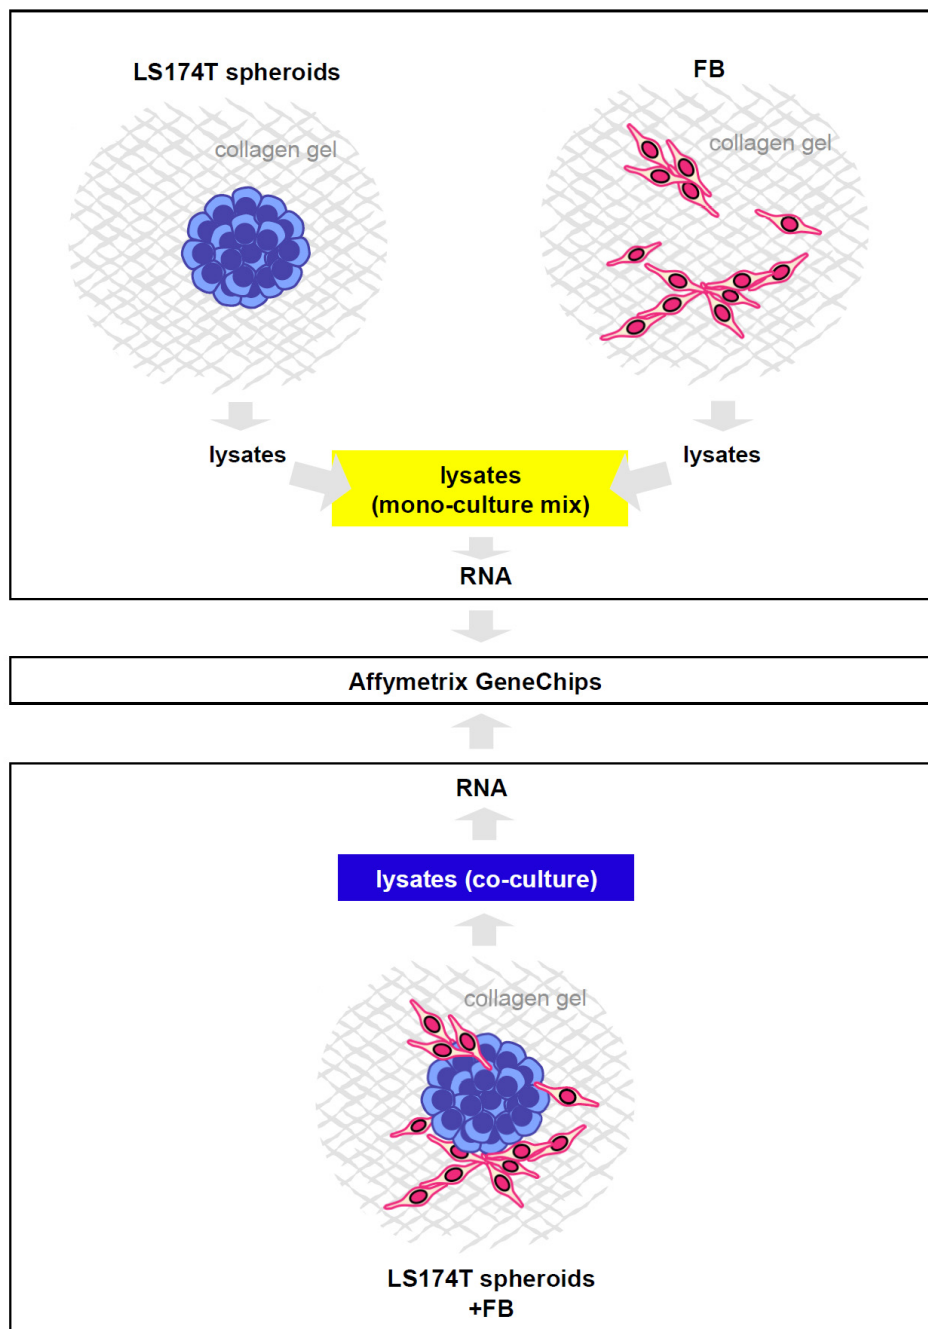 LS174T spheroids
FB
collagen gel
collagen gel
lysates
lysates
lysates
(mono-culture mix)
RNA
Affymetrix GeneChips
RNA
lysates (co-culture)
collagen gel
LS174T spheroids
+FB